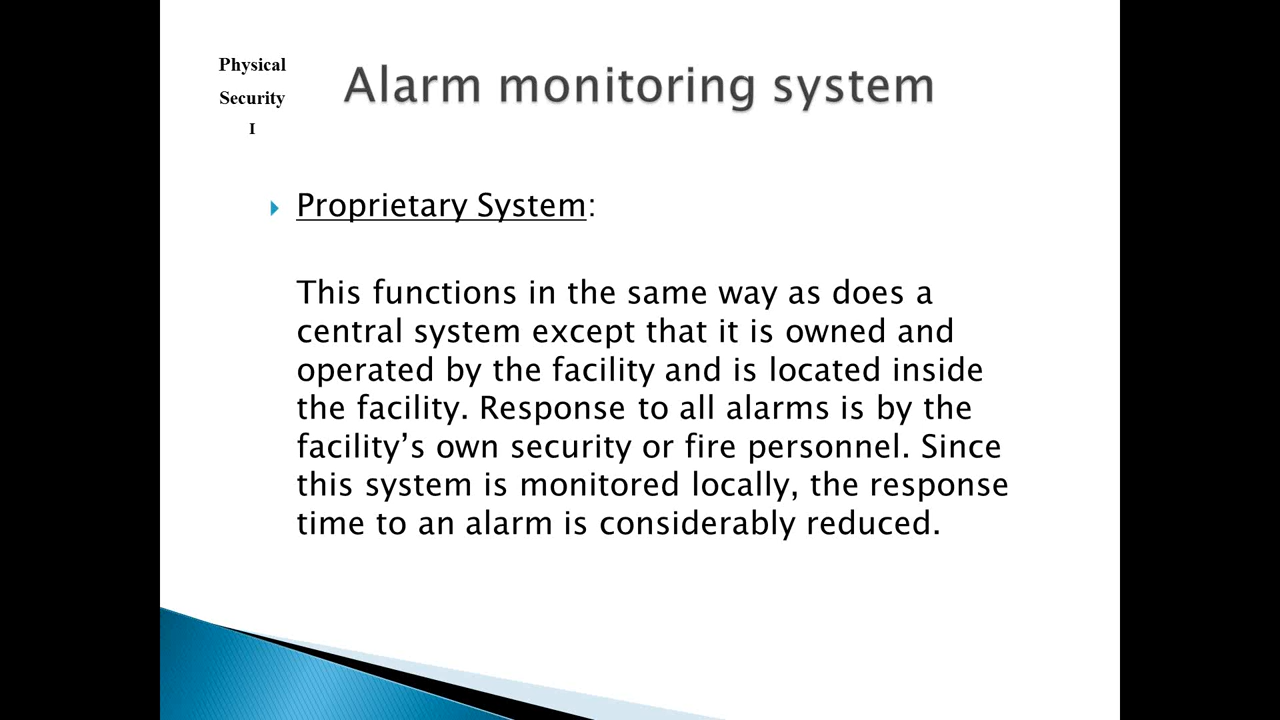 Physical
Security
I
Alarm monitoring system
Proprietary System:
This functions in the same way as does a
central system except that it is owned and
operated by the facility and is located inside
the facility. Response to all alarms is by the
facility’s own security or fire personnel. Since
this system is monitored locally, the response
time to an alarm is considerably reduced.